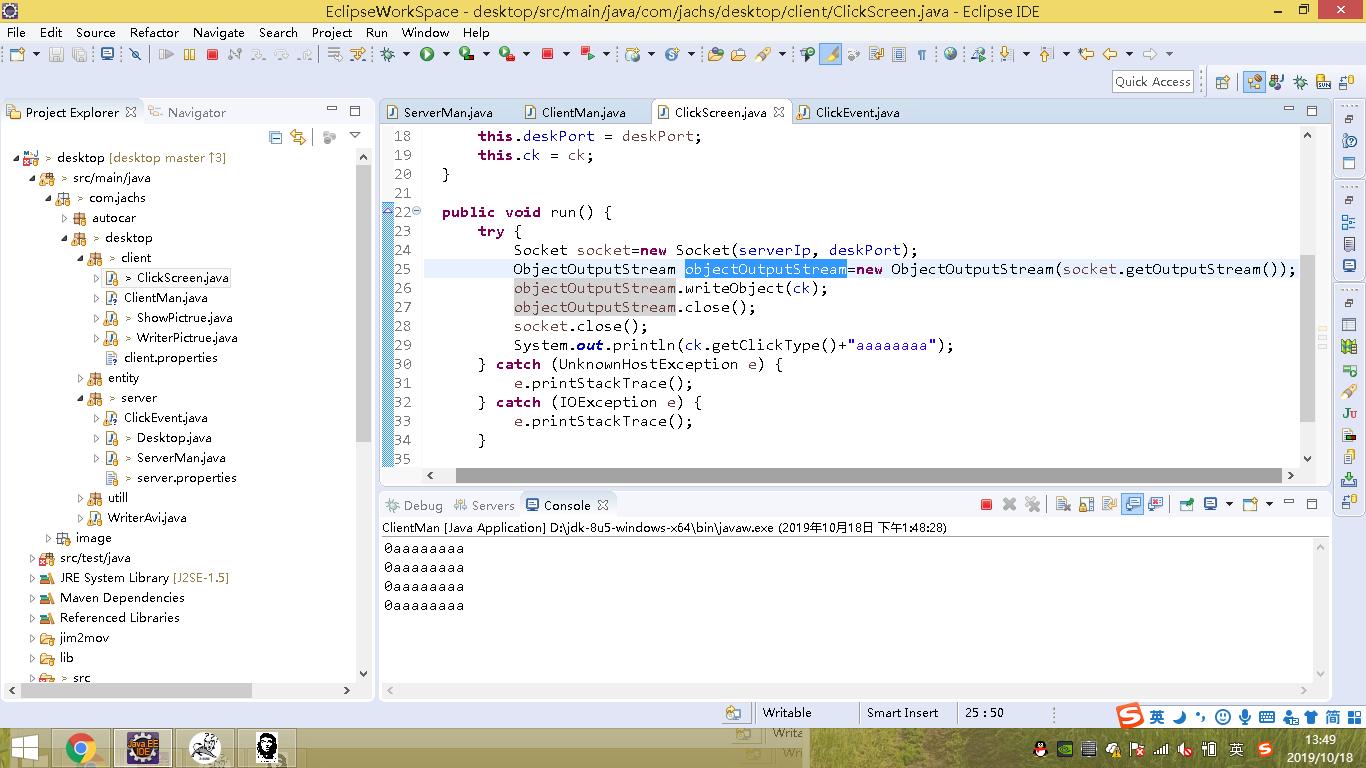 EclipseWorkSpace - desktop/src/main/java/com/jachs/desktop/client/ClickScreen.java - Eclipse IDE
File Edit Source Refactor Navigate Search Project Run Window Help
Quick Access
Project Explorer Navigator
> desktop [desktop master ↑3]
> src/main/java
> com.jachs
autocar
> desktop
> client
> ClickScreen.java
ClientMan.java
> ShowPictrue.java
> WriterPictrue.java
client.properties
entity
> server
ClickEvent.java
> Desktop.java
> ServerMan.java
> server.properties
utill
WriterAvi.java
image
src/test/java
JRE System Library [J2SE-1.5]
Maven Dependencies
Referenced Libraries
jim2mov
lib
> src
ServerMan.java ClientMan.java ClickScreen.java ClickEvent.java
18 this.deskPort = deskPort;
19 this.ck = ck;
20 }
21
22 public void run() {
23 try {
24 Socket socket=new Socket(serverIp, deskPort);
25 ObjectOutputStream objectOutputStream=new ObjectOutputStream(socket.getOutputStream());
26 objectOutputStream.writeObject(ck);
27 objectOutputStream.close();
28 socket.close();
29 System.out.println(ck.getClickType()+"aaaaaaaa");
30 } catch (UnknownHostException e) {
31 e.printStackTrace();
32 } catch (IOException e) {
33 e.printStackTrace();
34 }
35
Debug Servers Console
ClientMan [Java Application] D:\jdk-8u5-windows-x64\bin\javaw.exe (2019年10月18日 下午1:48:28)
0aaaaaaaa
0aaaaaaaa
0aaaaaaaa
0aaaaaaaa
Writable Smart Insert 25 : 50
英 简
Java EE IDE
英
13:49
2019/10/18